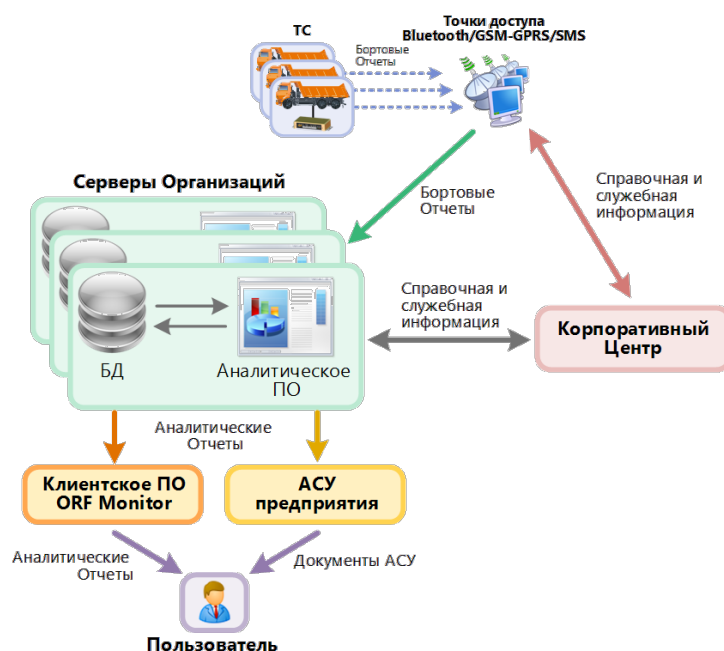 ТС
Точки доступа
Bluetooth/GSM-GPRS/SMS
Бортовые
Отчеты
Справочная и
служебная
информация
Серверы Организаций
Бортовые
Отчеты
Справочная и
служебная
информация
Корпоративный
Центр
БД
Аналитическое
ПО
Аналитические
Отчеты
Клиентское ПО
ORF Monitor
АСУ
предприятия
Аналитические
Отчеты
Документы АСУ
Пользователь